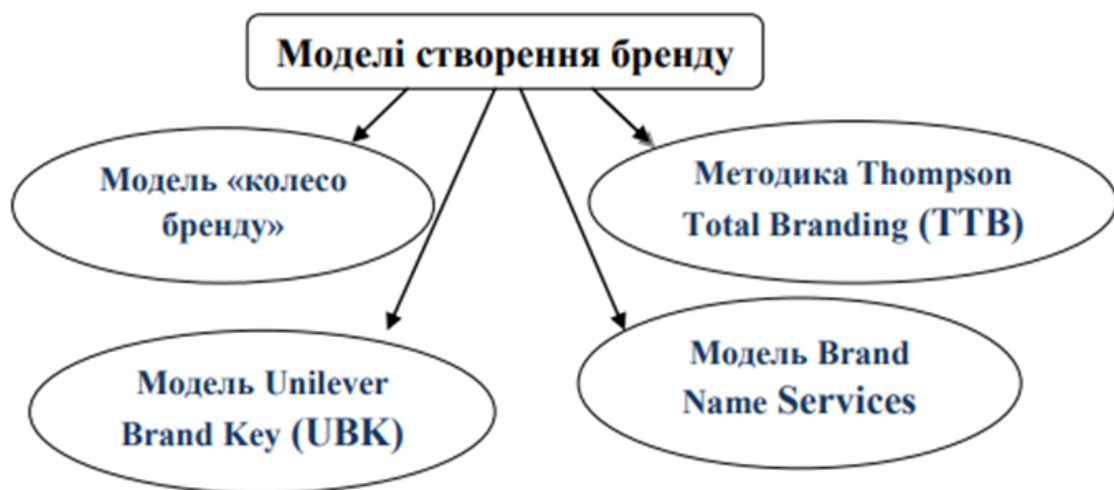 Моделі створення бренду
Модель «колесо
бренду»
Методика Thompson
Total Branding (TTB)
Модель Unilever
Brand Key (UBK)
Модель Brand
Name Services